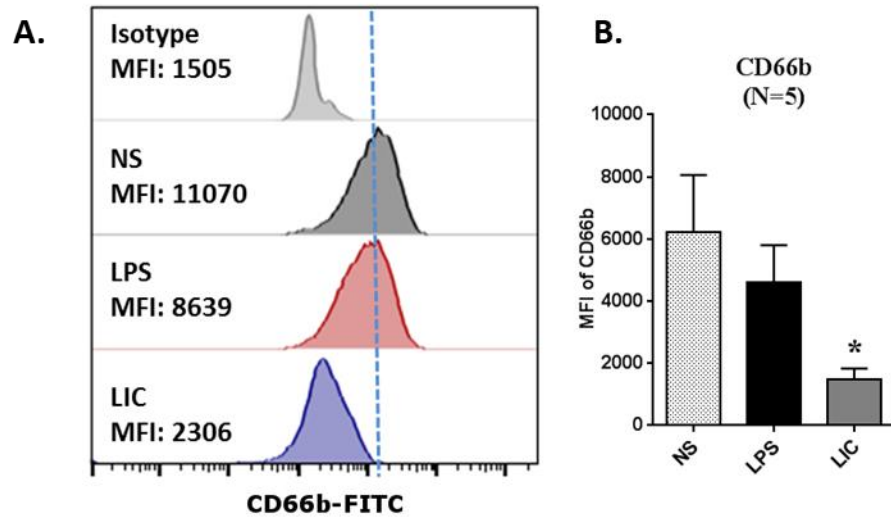 A.
Isotype
MFI: 1505
NS
MFI: 11070
LPS
MFI: 8639
LIC
MFI: 2306
CD66b-FITC
B.
CD66b
(N=5)
MFI of CD66b
10000
8000
6000
4000
2000
0
*
NS
LPS
LIC